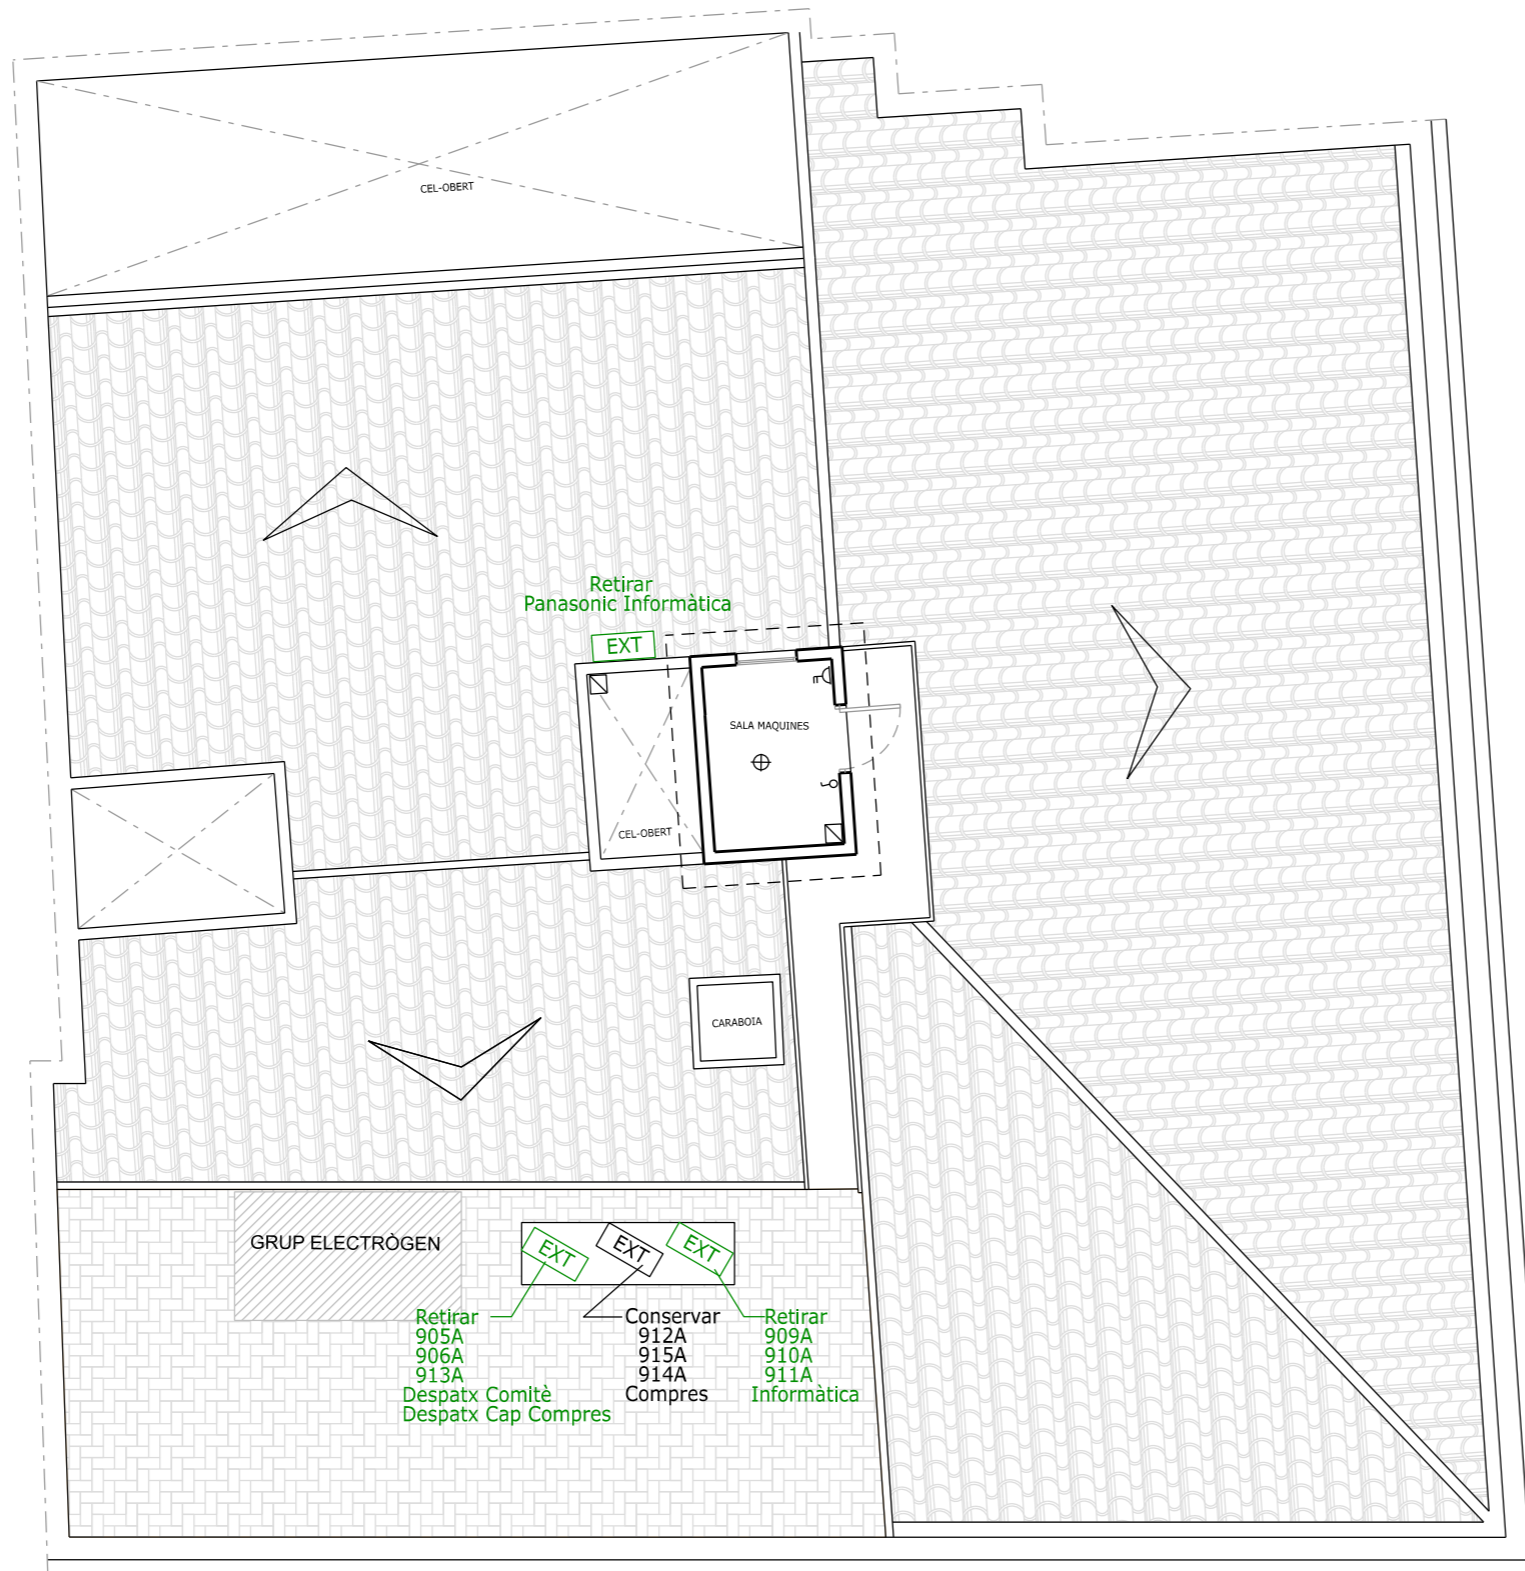 CEL-OBERT
Retirar
Panasonic Informàtica
EXT
SALA MAQUINES
CEL-OBERT
CARABOIA
GRUP ELECTRÒGEN
EXT
EXT
EXT
Retirar
905A
906A
913A
Despatx Comitè
Despatx Cap Compres
Conservar
912A
915A
914A
Compres
Retirar
909A
910A
911A
Informàtica